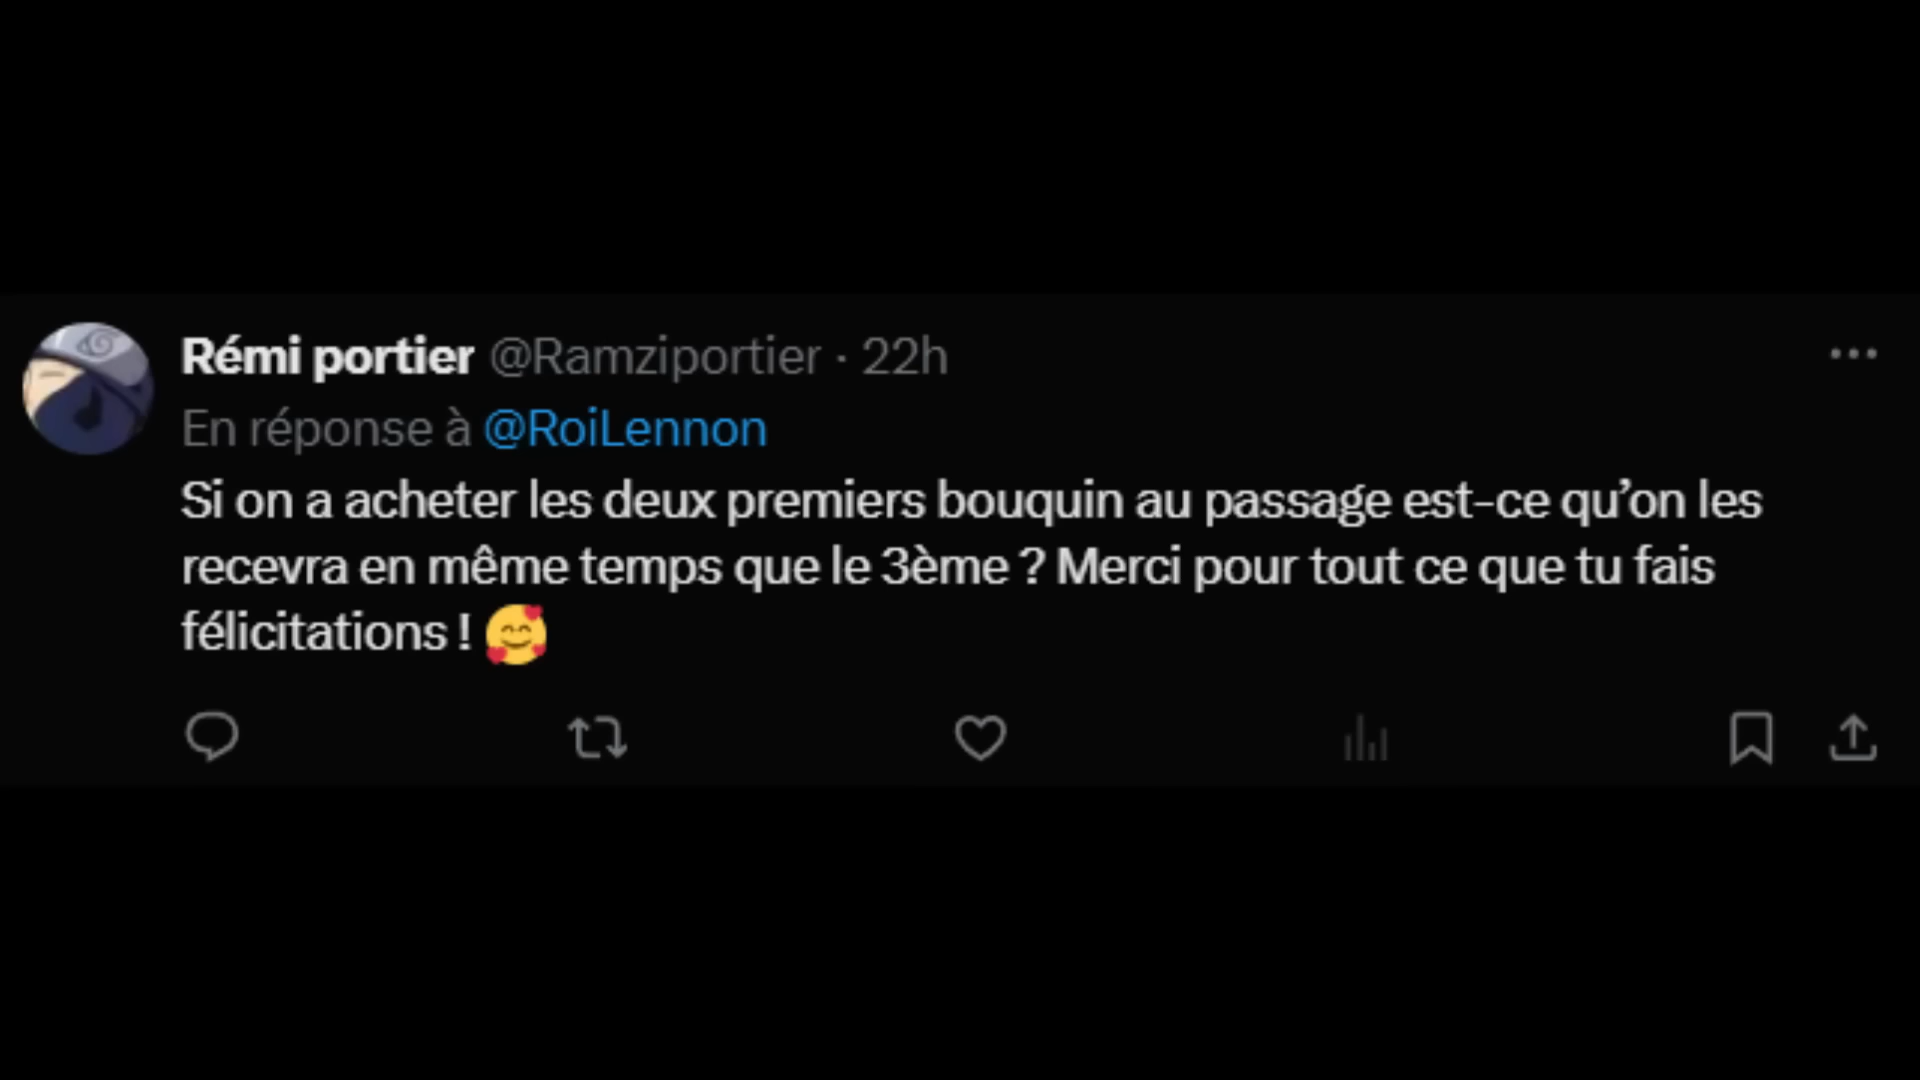 Rémi portier @Ramziportier · 22h
En réponse à @RoiLennon
Si on a acheter les deux premiers bouquin au passage est-ce qu’on les
recevra en même temps que le 3ème ? Merci pour tout ce que tu fais
félicitations ! 🥰